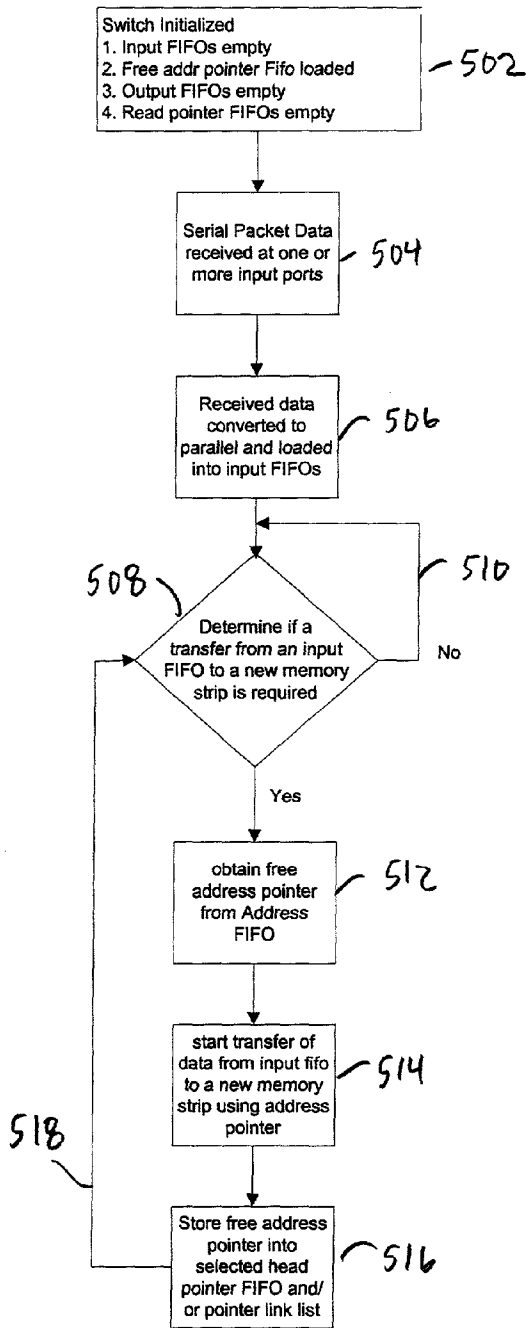 Switch Initialized
1. Input FIFOs empty
2. Free addr pointer Fifo loaded
3. Output FIFOs empty
4. Read pointer FIFOs empty
502
Serial Packet Data
received at one or
more input ports
504
Received data
converted to
parallel and loaded
into input FIFOs
506
508
510
Determine if a
transfer from an input
FIFO to a new memory
strip is required
No
Yes
obtain free
address pointer
from Address
FIFO
512
start transfer of
data from input fifo
to a new memory
strip using address
pointer
514
518
Store free address
pointer into
selected head
pointer FIFO and/
or pointer link list
516